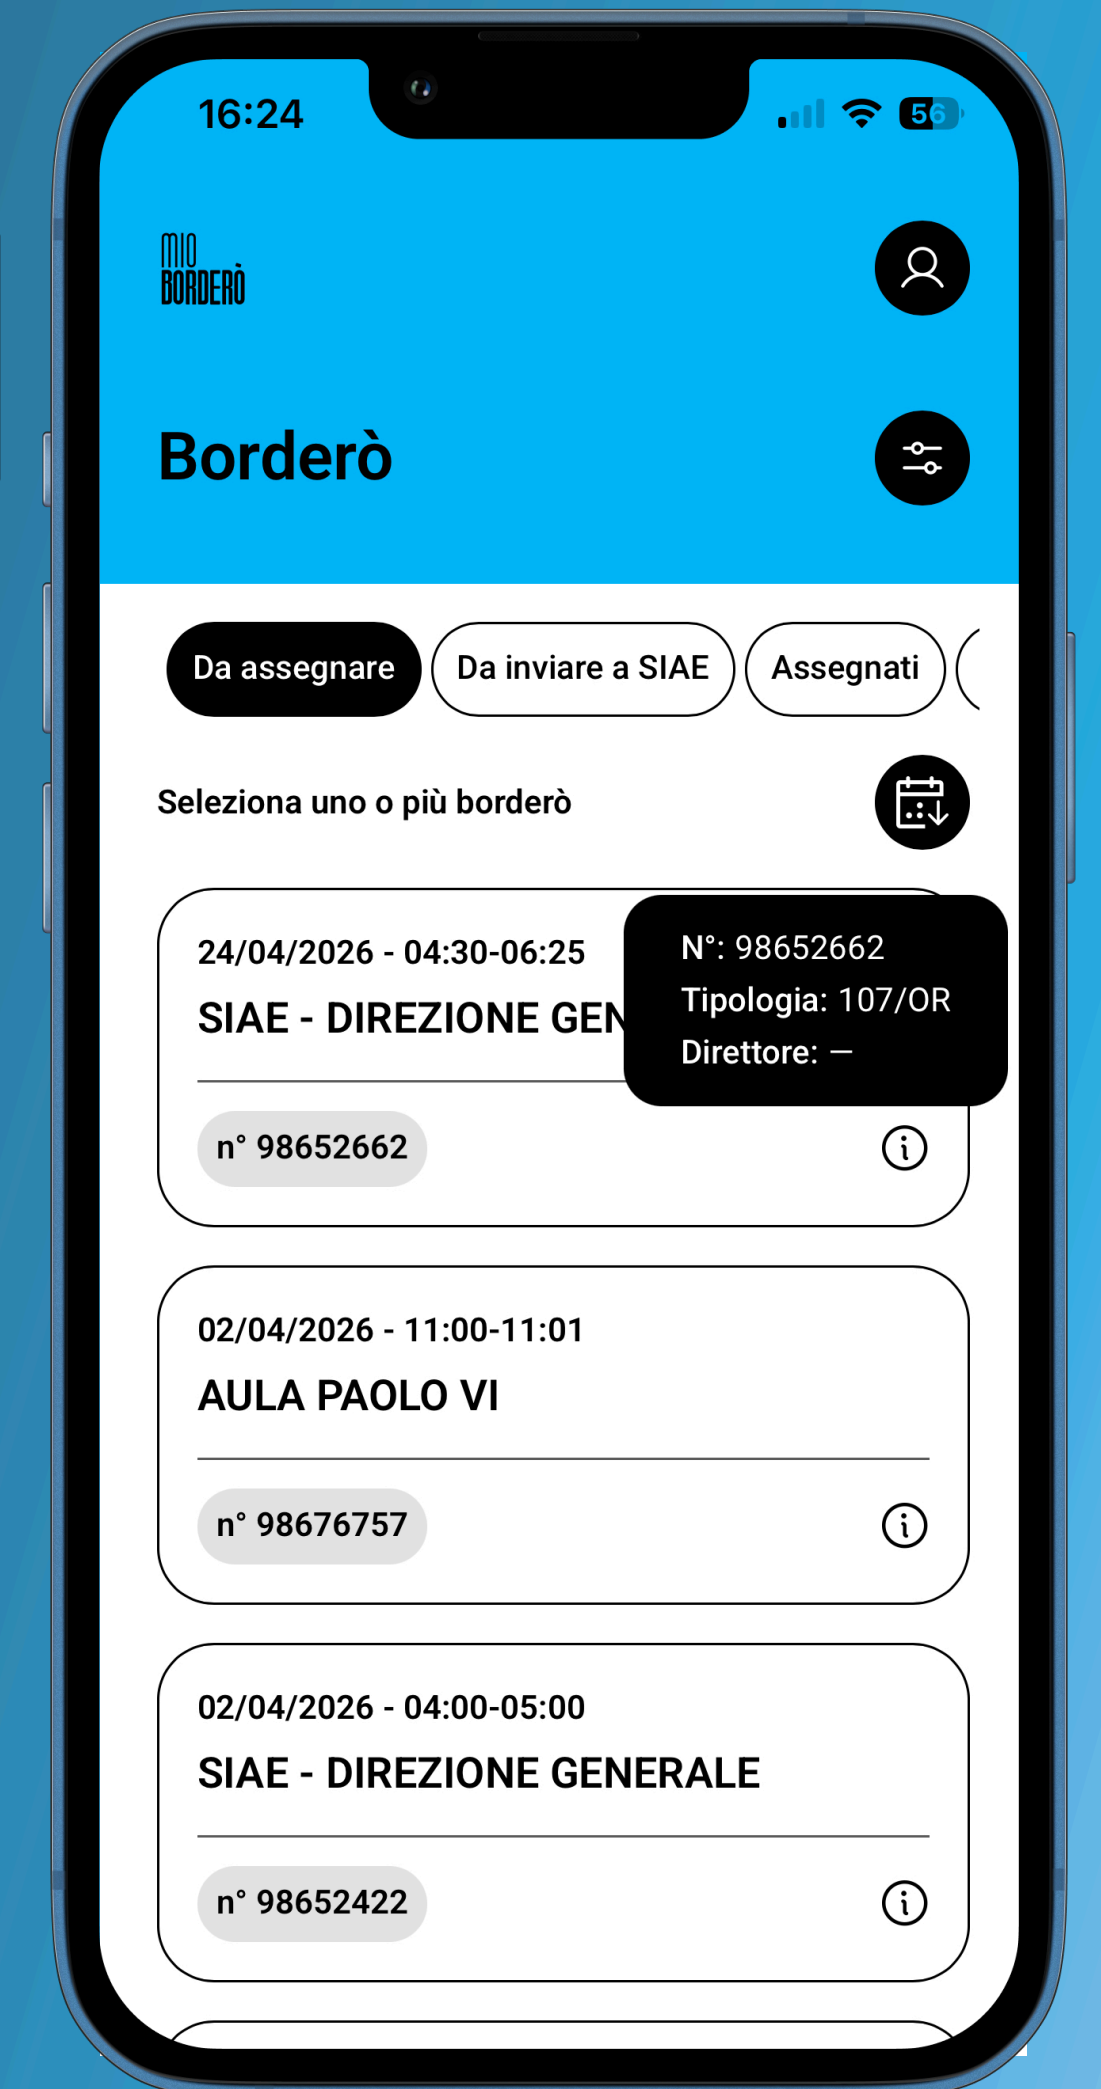 16:24
56
MIO
BORDERÒ
Borderò
Da assegnare
Da inviare a SIAE
Assegnati
Seleziona uno o più borderò
24/04/2026 - 04:30-06:25
SIAE - DIREZIONE GEN
N°: 98652662
Tipologia: 107/OR
Direttore: —
n° 98652662
02/04/2026 - 11:00-11:01
AULA PAOLO VI
n° 98676757
02/04/2026 - 04:00-05:00
SIAE - DIREZIONE GENERALE
n° 98652422